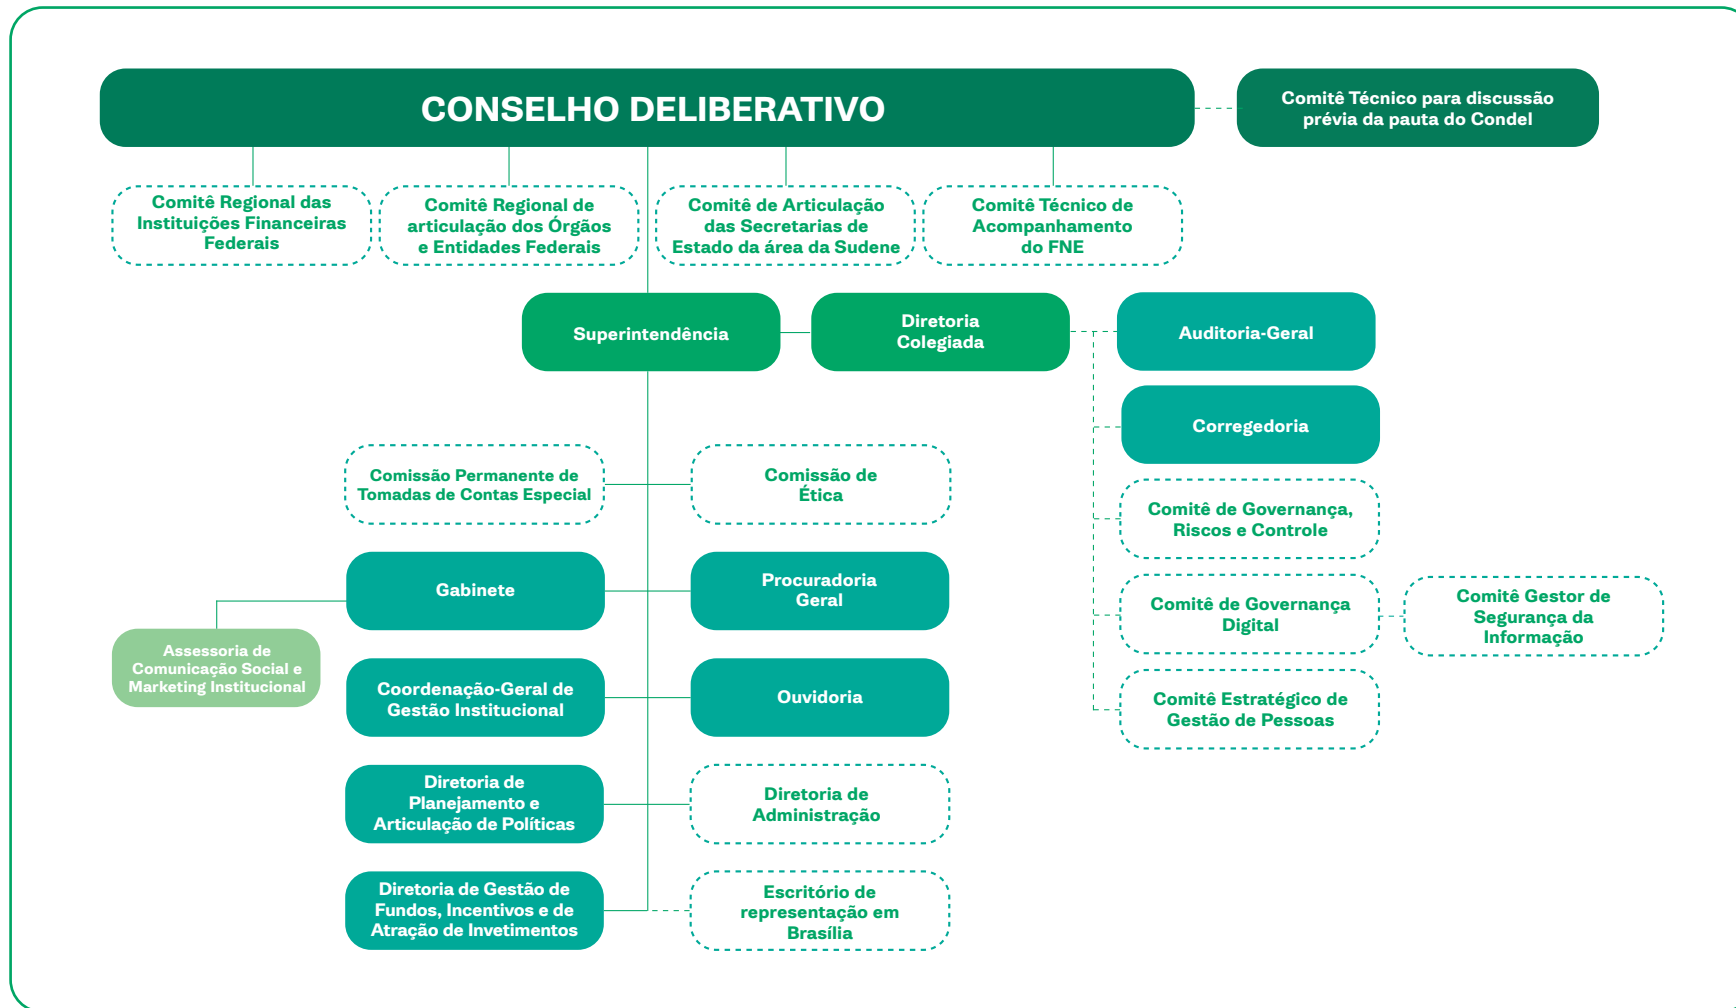 CONSELHO DELIBERATIVO
Comitê Técnico para discussão
prévia da pauta do Condel
Comitê Regional das
Instituições Financeiras
Federais
Comitê Regional de
articulação dos Órgãos
e Entidades Federais
Comitê de Articulação
das Secretarias de
Estado da área da Sudene
Comitê Técnico de
Acompanhamento
do FNE
Superintendência
Diretoria
Colegiada
Auditoria-Geral
Corregedoria
Comissão Permanente de
Tomadas de Contas Especial
Comissão de
Ética
Comitê de Governança,
Riscos e Controle
Gabinete
Procuradoria
Geral
Comitê de Governança
Digital
Comitê Gestor de
Segurança da
Informação
Assessoria de
Comunicação Social e
Marketing Institucional
Coordenação-Geral de
Gestão Institucional
Ouvidoria
Comitê Estratégico de
Gestão de Pessoas
Diretoria de
Planejamento e
Articulação de Políticas
Diretoria de
Administração
Diretoria de Gestão de
Fundos, Incentivos e de
Atração de Invetimentos
Escritório de
representação em
Brasília